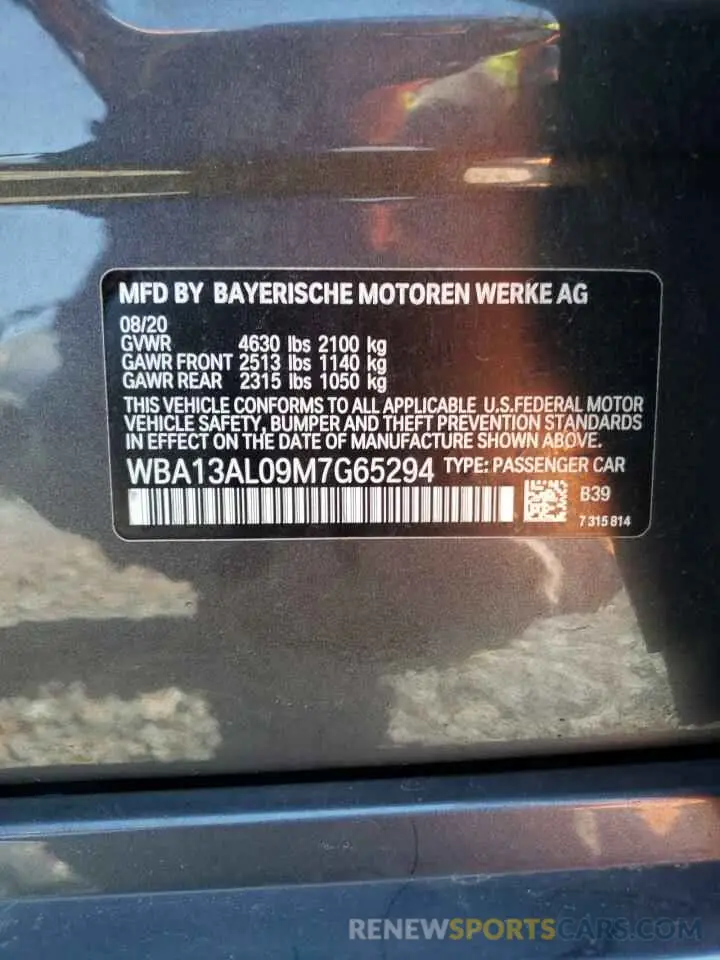 MFD BY BAYERISCHE MOTOREN WERKE AG
08/20
GVWR 4630 lbs 2100 kg
GAWR FRONT 2513 lbs 1140 kg
GAWR REAR 2315 lbs 1050 kg
THIS VEHICLE CONFORMS TO ALL APPLICABLE U.S.FEDERAL MOTOR
VEHICLE SAFETY, BUMPER AND THEFT PREVENTION STANDARDS
IN EFFECT ON THE DATE OF MANUFACTURE SHOWN ABOVE.
WBA13AL09M7G65294 TYPE: PASSENGER CAR
B39
7 315 814
RENEWSPORTSCARS.COM